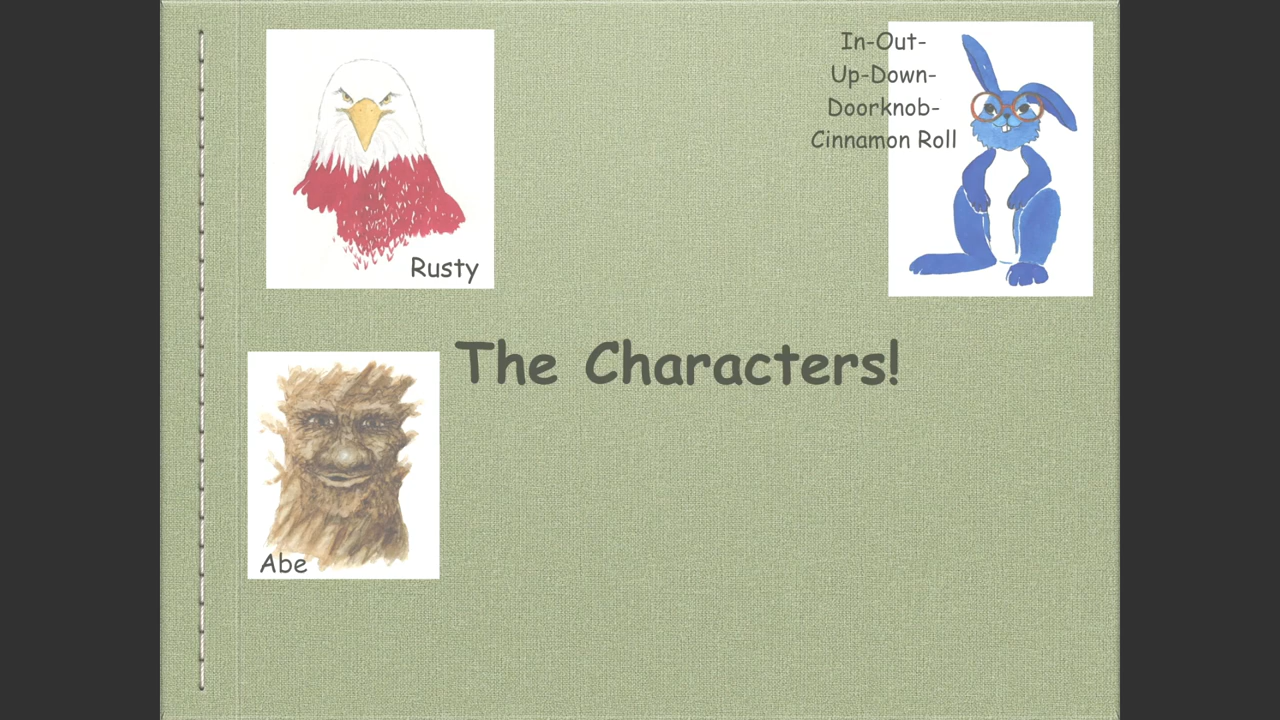 In-Out-
Up-Down-
Doorknob-
Cinnamon Roll
Rusty
The Characters!
Abe